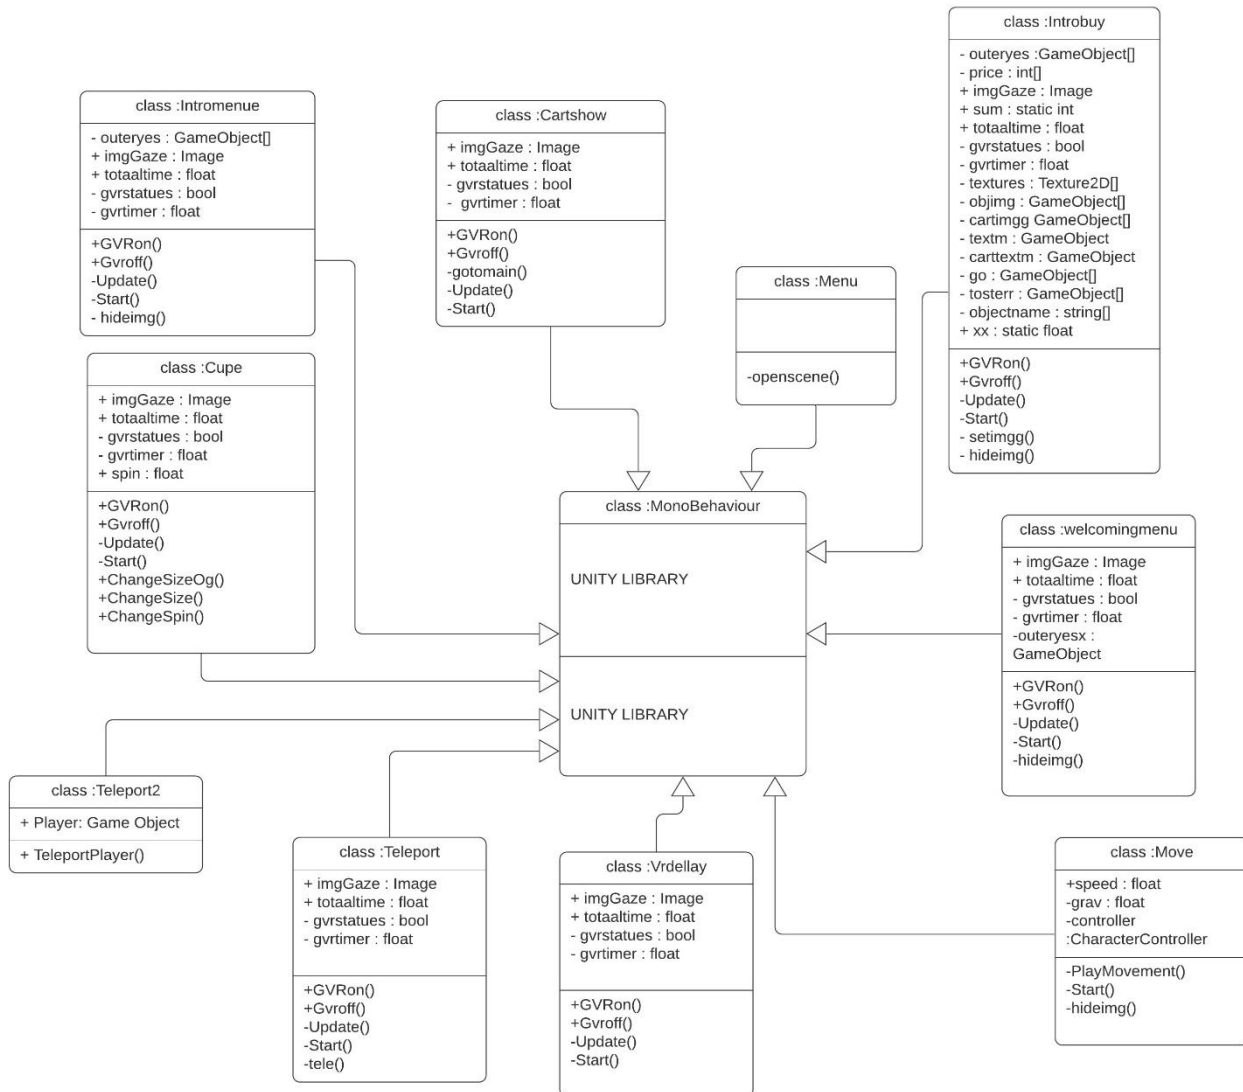 class :Intromenue
- outeryes : GameObject[]
+ imgGaze : Image
+ totaaltime : float
- gvrstatues : bool
- gvrtimer : float
+GVRon()
+Gvroff()
-Update()
-Start()
- hideimg()
class :Cartshow
+ imgGaze : Image
+ totaaltime : float
- gvrstatues : bool
- gvrtimer : float
+GVRon()
+Gvroff()
-gotomain()
-Update()
-Start()
class :Menu
-openscene()
class :Introbuy
- outeryes :GameObject[]
- price : int[]
+ imgGaze : Image
+ sum : static int
+ totaaltime : float
- gvrstatues : bool
- gvrtimer : float
- textures : Texture2D[]
- objimg : GameObject[]
- cartimgg GameObject[]
- textm : GameObject
- carttextm : GameObject
- go : GameObject[]
- tosterr : GameObject[]
- objectname : string[]
+ xx : static float
+GVRon()
+Gvroff()
-Update()
-Start()
- setimgg()
- hideimg()
class :Cupe
+ imgGaze : Image
+ totaaltime : float
- gvrstatues : bool
- gvrtimer : float
+ spin : float
+GVRon()
+Gvroff()
-Update()
-Start()
+ChangeSizeOg()
+ChangeSize()
+ChangeSpin()
class :MonoBehaviour
UNITY LIBRARY
UNITY LIBRARY
class :welcomingmenu
+ imgGaze : Image
+ totaaltime : float
- gvrstatues : bool
- gvrtimer : float
-outeryesx :
GameObject
+GVRon()
+Gvroff()
-Update()
-Start()
-hideimg()
class :Teleport2
+ Player: Game Object
+ TeleportPlayer()
class :Teleport
+ imgGaze : Image
+ totaaltime : float
- gvrstatues : bool
- gvrtimer : float
+GVRon()
+Gvroff()
-Update()
-Start()
-tele()
class :Vrdellay
+ imgGaze : Image
+ totaaltime : float
- gvrstatues : bool
- gvrtimer : float
+GVRon()
+Gvroff()
-Update()
-Start()
class :Move
+speed : float
-grav : float
-controller
:CharacterController
-PlayMovement()
-Start()
-hideimg()